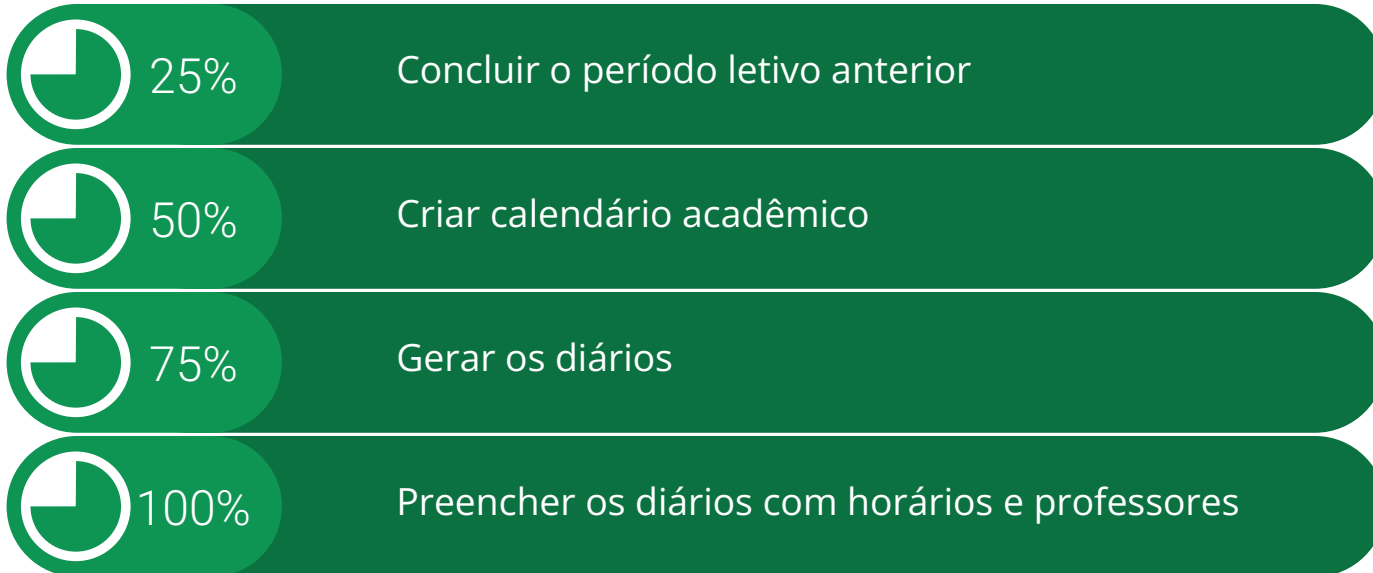 25% Concluir o período letivo anterior
50% Criar calendário acadêmico
75% Gerar os diários
100% Preencher os diários com horários e professores